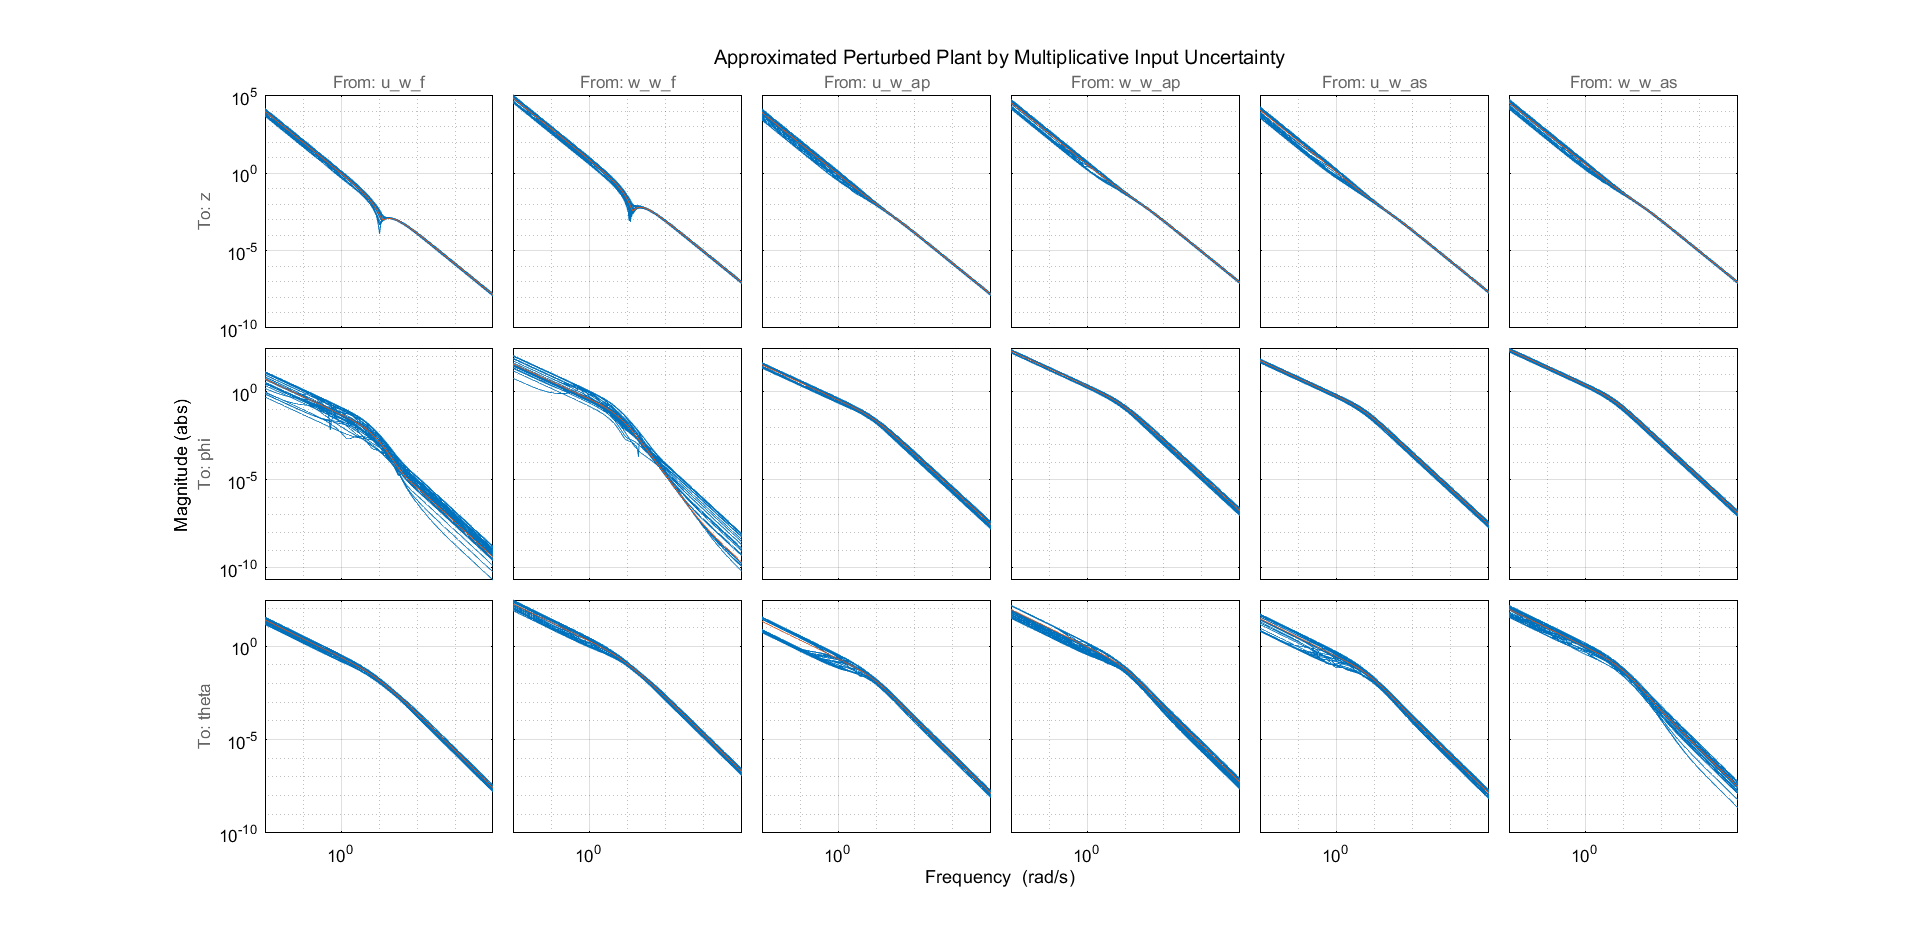 Approximated Perturbed Plant by Multiplicative Input Uncertainty
From: u_w_f
From: w_w_f
From: u_w_ap
From: w_w_ap
From: u_w_as
From: w_w_as
10^5
10^0
10^-5
10^-10
To: z
10^0
10^-5
10^-10
To: phi
Magnitude (abs)
10^0
10^-5
10^-10
To: theta
10^0
10^0
10^0
10^0
10^0
10^0
Frequency (rad/s)